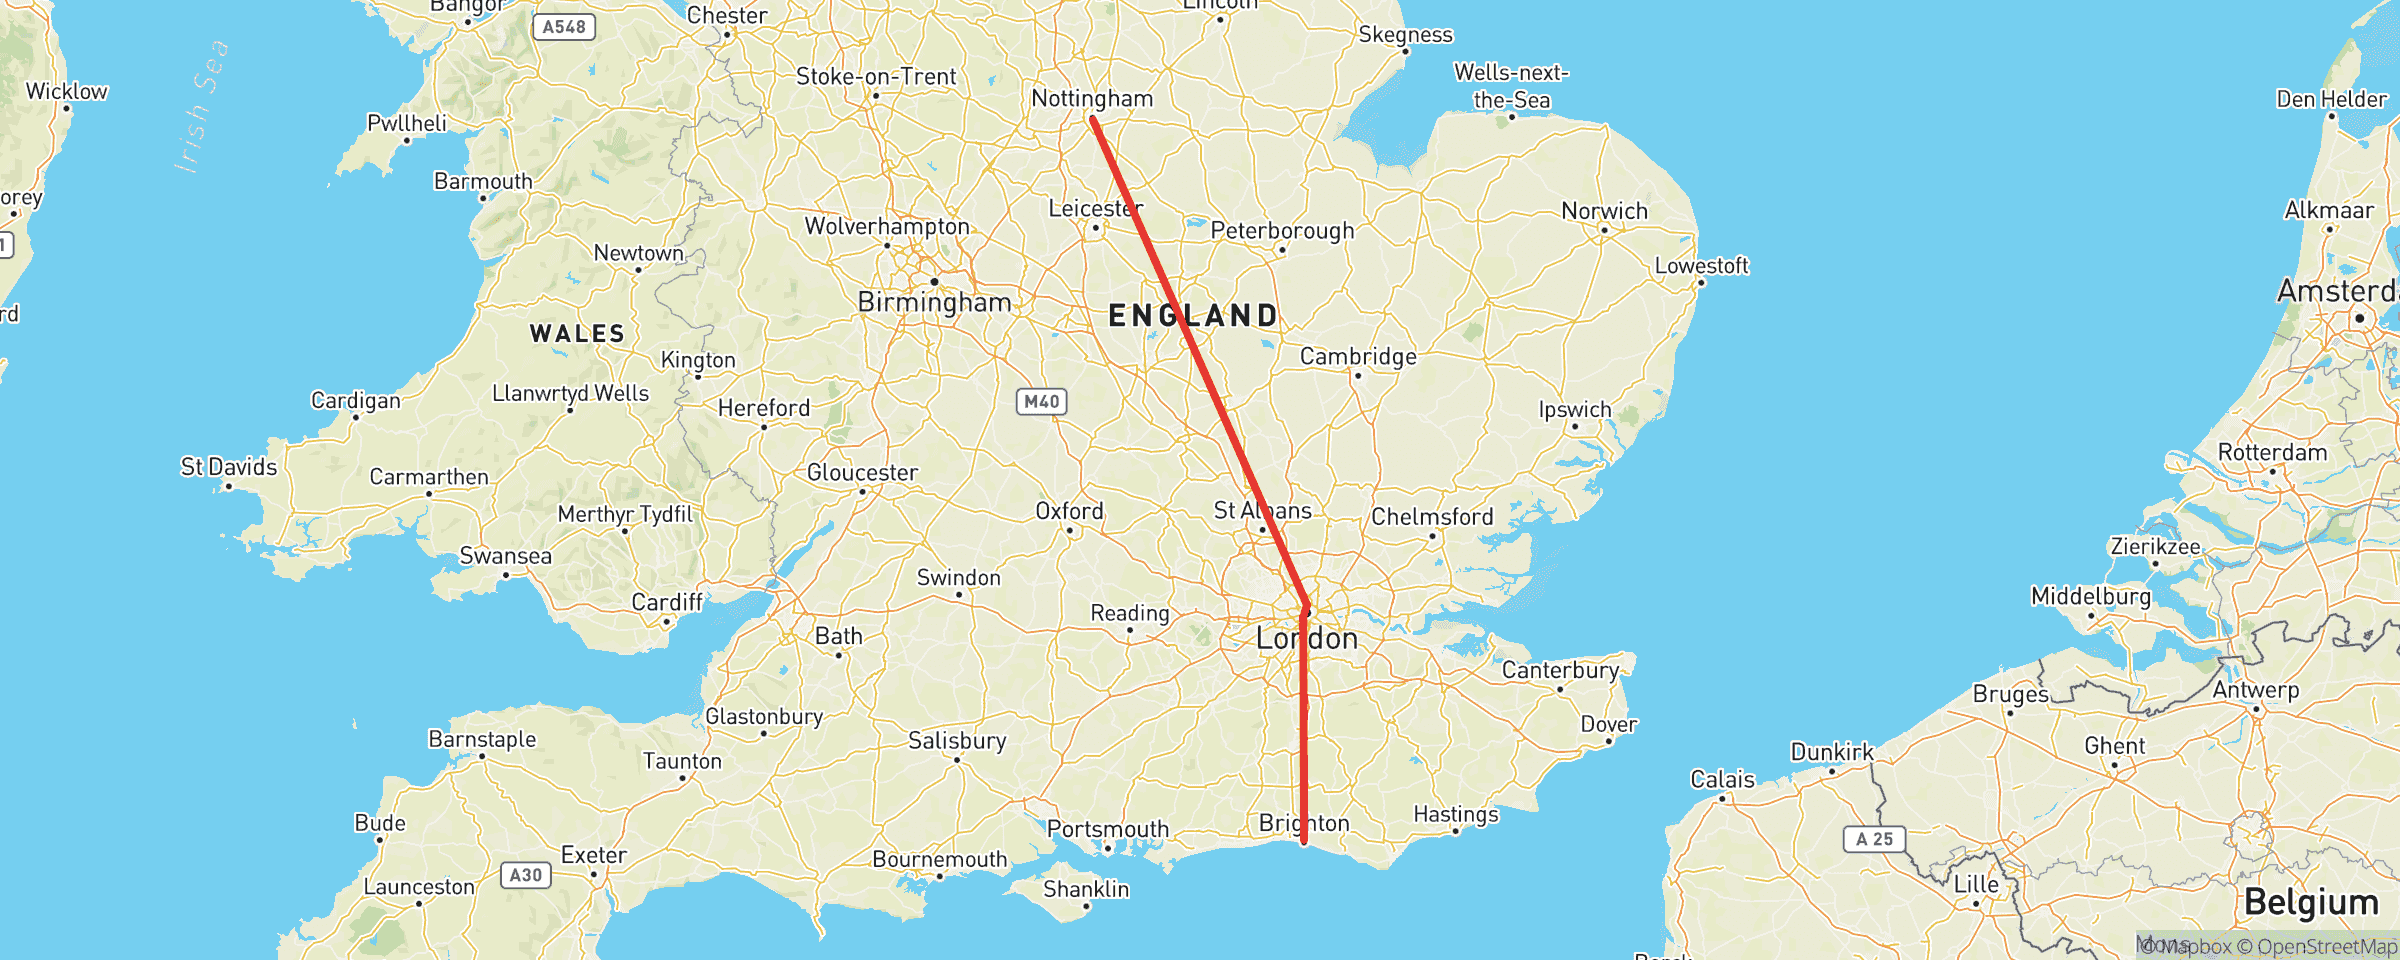 Bangor
A548
Chester
Lincoln
Skegness
Irish Sea
Wicklow
Stoke-on-Trent
Nottingham
Wells-next-
the-Sea
Den Helder
Pwllheli
Barmouth
orey
Leicester
Wolverhampton
Peterborough
Norwich
Alkmaar
1
Newtown
Lowestoft
Birmingham
Amsterda
rd
WALES
ENGLAND
Kington
Cambridge
Cardigan
Llanwrtyd Wells
M40
Hereford
Ipswich
St Davids
Carmarthen
Gloucester
Rotterdam
Merthyr Tydfil
Oxford
St Albans
Chelmsford
Swansea
Zierikzee
Swindon
Cardiff
Reading
Middelburg
Bath
London
Canterbury
Bruges
Antwerp
Glastonbury
Dover
Barnstaple
Salisbury
Ghent
Taunton
Dunkirk
Calais
Bude
Portsmouth
Brighton
Hastings
A 25
Exeter
Bournemouth
A30
Launceston
Shanklin
Lille
Belgium
Mons
© Mapbox © OpenStreetMap